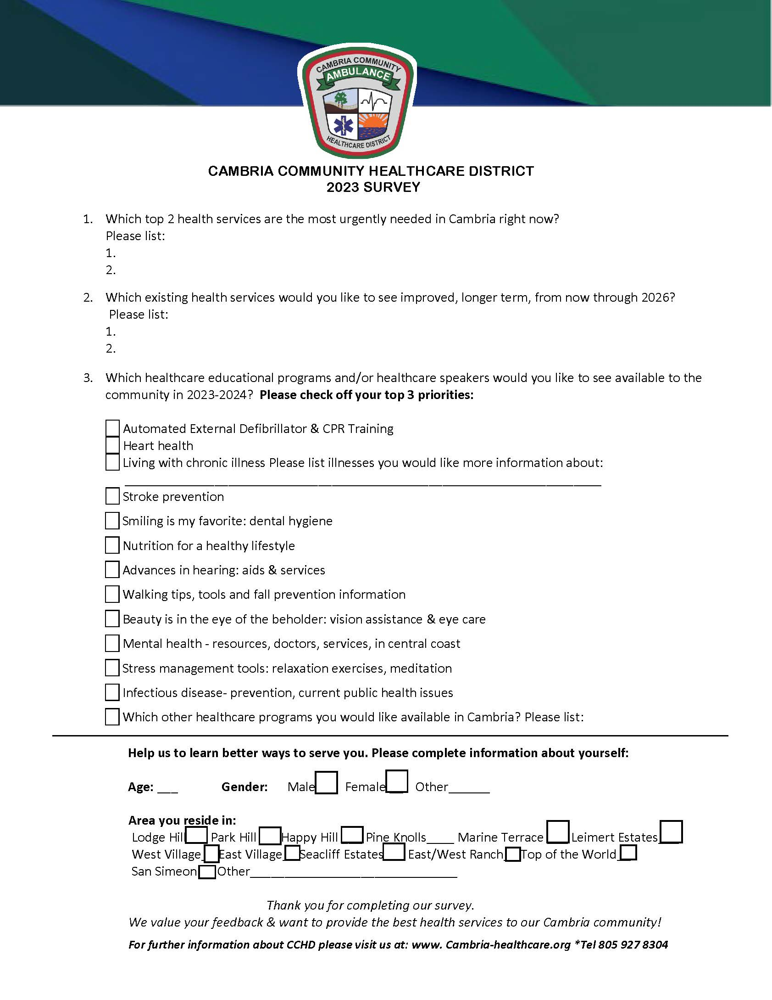 CAMBRIA COMMUNITY
AMBULANCE
HEALTHCARE DISTRICT
CAMBRIA COMMUNITY HEALTHCARE DISTRICT
2023 SURVEY
1. Which top 2 health services are the most urgently needed in Cambria right now?
Please list:
1.
2.
2. Which existing health services would you like to see improved, longer term, from now through 2026?
Please list:
1.
2.
3. Which healthcare educational programs and/or healthcare speakers would you like to see available to the
community in 2023-2024? Please check off your top 3 priorities:
Automated External Defibrillator & CPR Training
Heart health
Living with chronic illness Please list illnesses you would like more information about:
Stroke prevention
Smiling is my favorite: dental hygiene
Nutrition for a healthy lifestyle
Advances in hearing: aids & services
Walking tips, tools and fall prevention information
Beauty is in the eye of the beholder: vision assistance & eye care
Mental health - resources, doctors, services, in central coast
Stress management tools: relaxation exercises, meditation
Infectious disease- prevention, current public health issues
Which other healthcare programs you would like available in Cambria? Please list:
Help us to learn better ways to serve you. Please complete information about yourself:
Age: ___ Gender: Male Female Other______
Area you reside in:
Lodge Hill Park Hill Happy Hill Pine Knolls____ Marine Terrace Leimert Estates
West Village East Village Seacliff Estates East/West Ranch Top of the World
San Simeon Other______________________________
Thank you for completing our survey.
We value your feedback & want to provide the best health services to our Cambria community!
For further information about CCHD please visit us at: www. Cambria-healthcare.org *Tel 805 927 8304